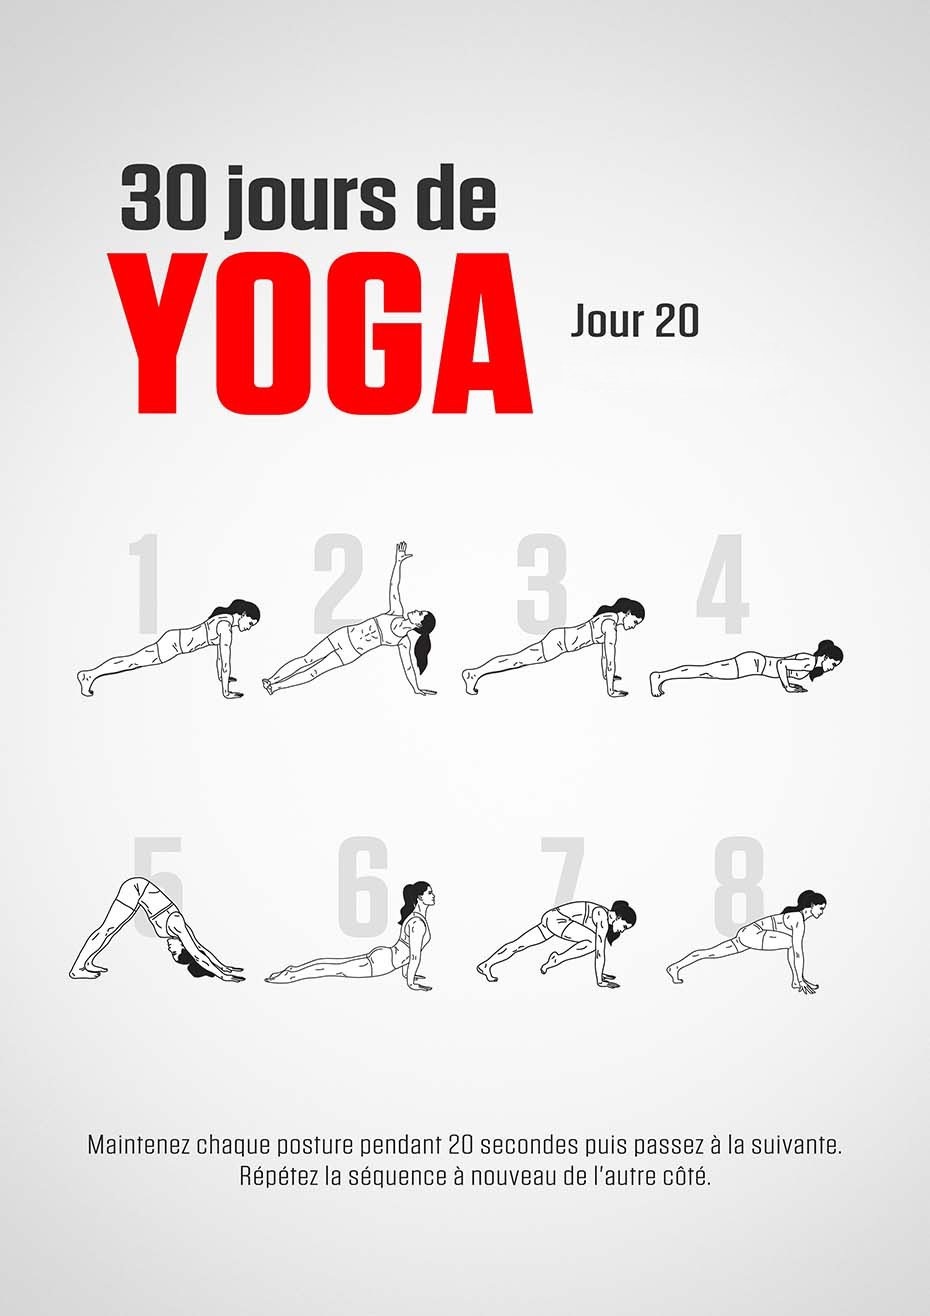 30 jours de
YOGA
Jour 20
1 2 3 4
5 6 7 8
Maintenez chaque posture pendant 20 secondes puis passez à la suivante.
Répétez la séquence à nouveau de l'autre côté.